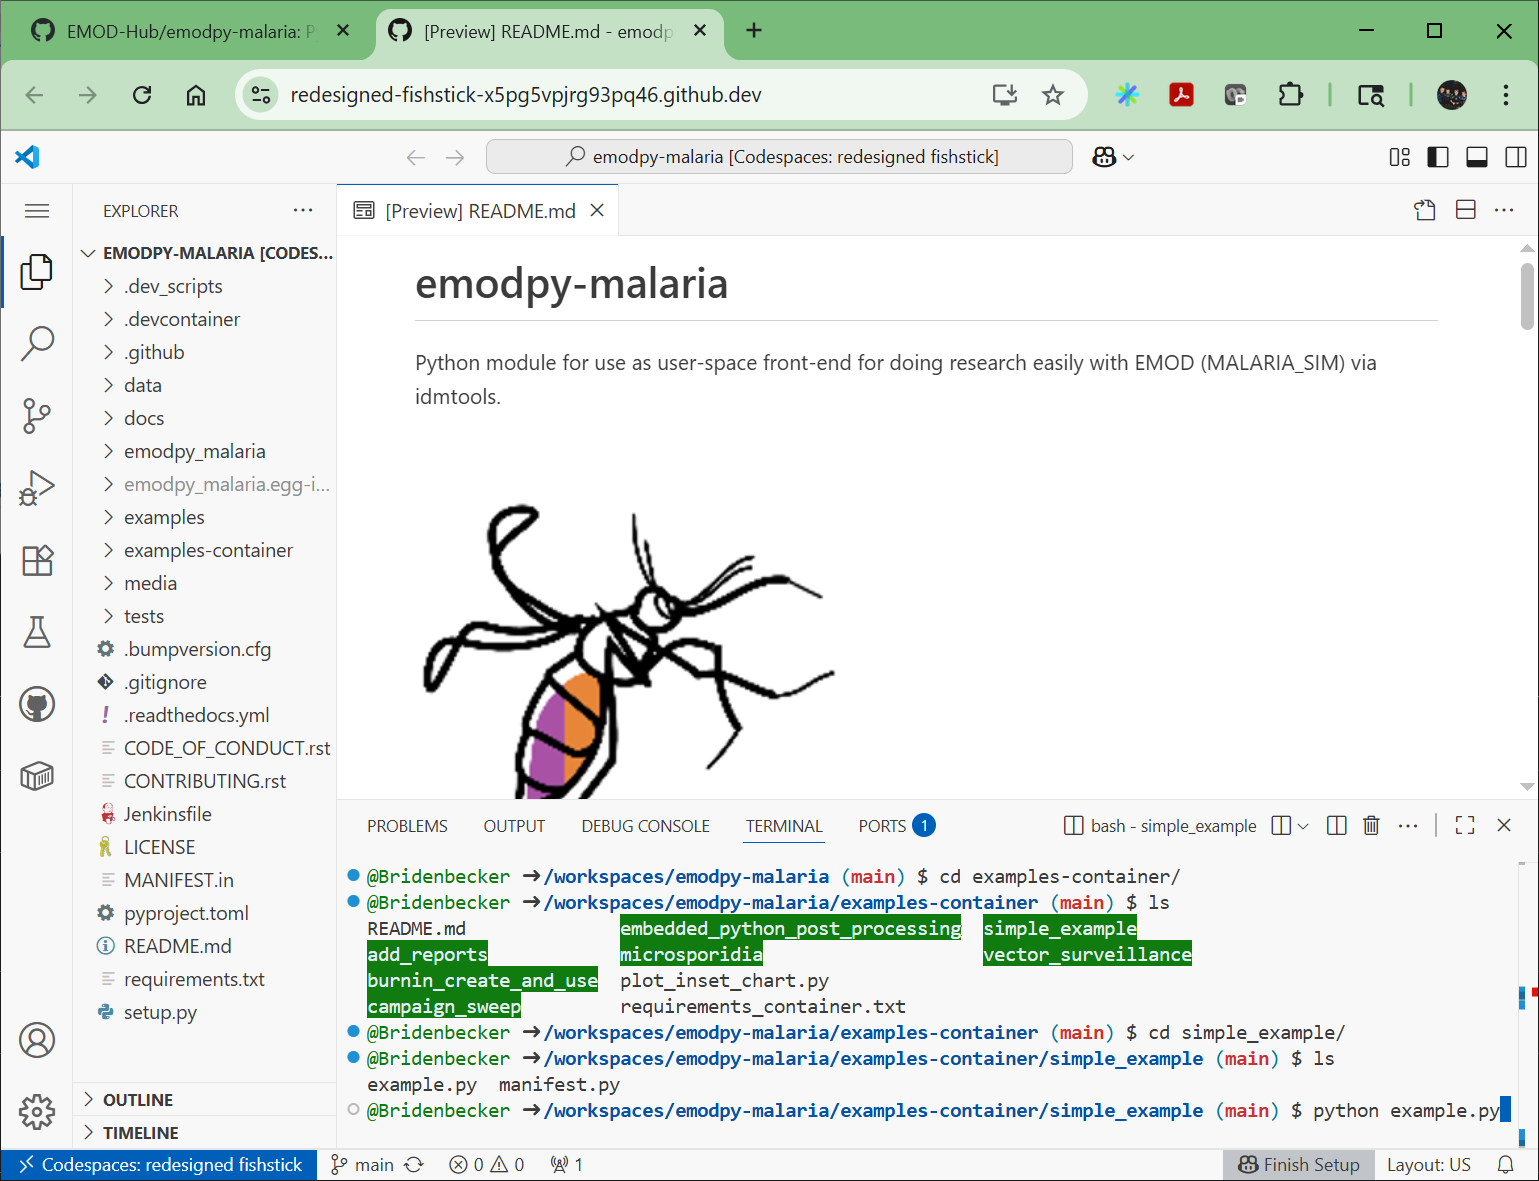 EMOD-Hub/emodpy-malaria: P
[Preview] README.md - emodp
redesigned-fishstick-x5pg5vpjrg93pq46.github.dev
emodpy-malaria [Codespaces: redesigned fishstick]
EXPLORER
[Preview] README.md
EMODPY-MALARIA [CODES...
.dev_scripts
.devcontainer
.github
data
docs
emodpy_malaria
emodpy_malaria.egg-i...
examples
examples-container
media
tests
.bumpversion.cfg
.gitignore
.readthedocs.yml
CODE_OF_CONDUCT.rst
CONTRIBUTING.rst
Jenkinsfile
LICENSE
MANIFEST.in
pyproject.toml
README.md
requirements.txt
setup.py
OUTLINE
TIMELINE
emodpy-malaria
Python module for use as user-space front-end for doing research easily with EMOD (MALARIA_SIM) via
idmtools.
PROBLEMS OUTPUT DEBUG CONSOLE TERMINAL PORTS 1 bash - simple_example
@Bridenbecker ➜/workspaces/emodpy-malaria (main) $ cd examples-container/
@Bridenbecker ➜/workspaces/emodpy-malaria/examples-container (main) $ ls
README.md embedded_python_post_processing simple_example
add_reports microsporidia vector_surveillance
burnin_create_and_use plot_inset_chart.py
campaign_sweep requirements_container.txt
@Bridenbecker ➜/workspaces/emodpy-malaria/examples-container (main) $ cd simple_example/
@Bridenbecker ➜/workspaces/emodpy-malaria/examples-container/simple_example (main) $ ls
example.py manifest.py
@Bridenbecker ➜/workspaces/emodpy-malaria/examples-container/simple_example (main) $ python example.py
Codespaces: redesigned fishstick main 0 0 1 Finish Setup Layout: US